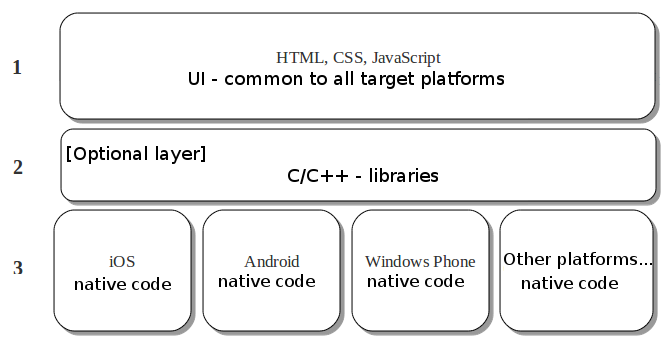 1
HTML, CSS, JavaScript
UI - common to all target platforms
2
[Optional layer]
C/C++ - libraries
3
iOS
native code
Android
native code
Windows Phone
native code
Other platforms...
native code